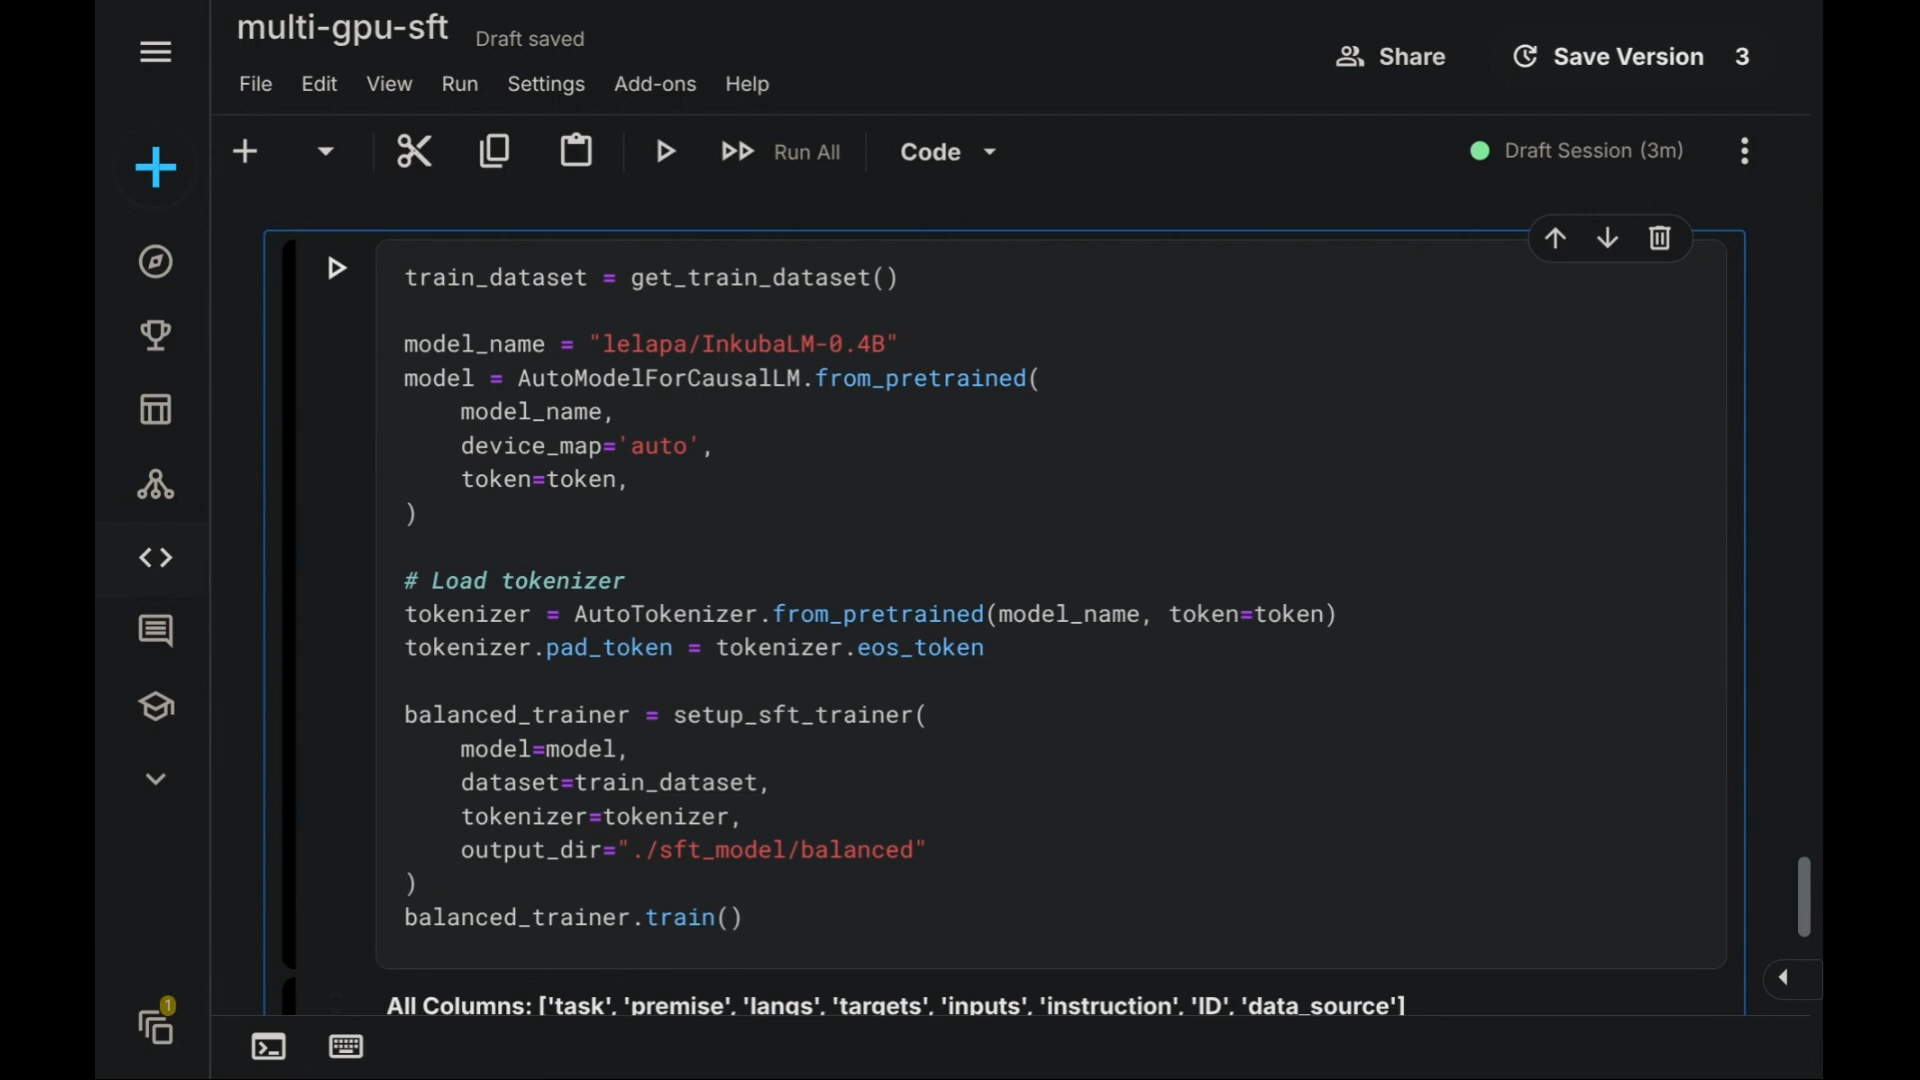 multi-gpu-sft Draft saved
Share Save Version 3
File Edit View Run Settings Add-ons Help
Run All Code Draft Session (3m)
train_dataset = get_train_dataset()
model_name = "lelapa/InkubaLM-0.4B"
model = AutoModelForCausalLM.from_pretrained(
    model_name,
    device_map='auto',
    token=token,
)
# Load tokenizer
tokenizer = AutoTokenizer.from_pretrained(model_name, token=token)
tokenizer.pad_token = tokenizer.eos_token
balanced_trainer = setup_sft_trainer(
    model=model,
    dataset=train_dataset,
    tokenizer=tokenizer,
    output_dir="./sft_model/balanced"
)
balanced_trainer.train()
All Columns: ['task', 'premise', 'langs', 'targets', 'inputs', 'instruction', 'ID', 'data_source']
1